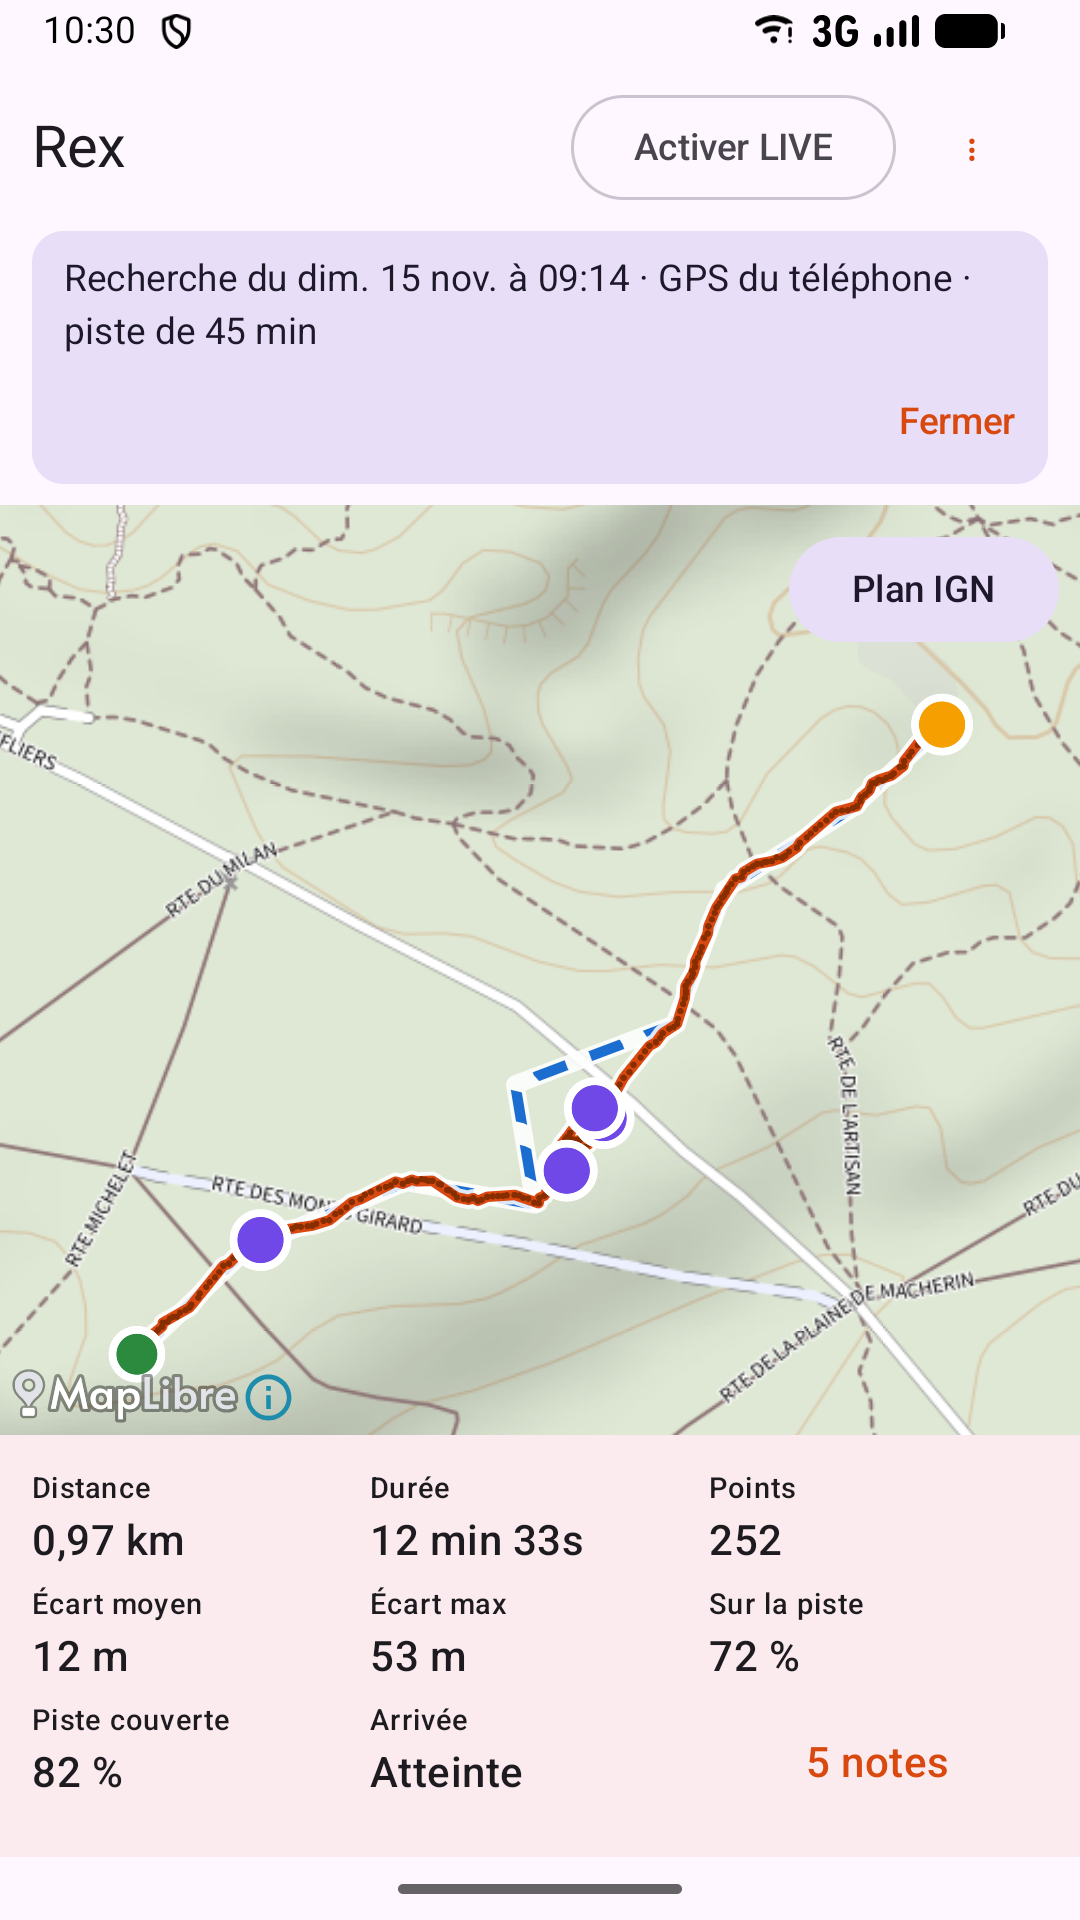 10:30
3G
Rex
Activer LIVE
Recherche du dim. 15 nov. à 09:14 · GPS du téléphone ·
piste de 45 min
Fermer
Plan IGN
FLIERS
RTE DU MILAN
RTE DE L'ARTISAN
RTE MICHELET
RTE DES MON
GIRARD
RTE DU
RTE DE LA PLAINE DE MACHERIN
MapLibre
Distance
Durée
Points
0,97 km
12 min 33s
252
Écart moyen
Écart max
Sur la piste
12 m
53 m
72 %
Piste couverte
Arrivée
82 %
Atteinte
5 notes